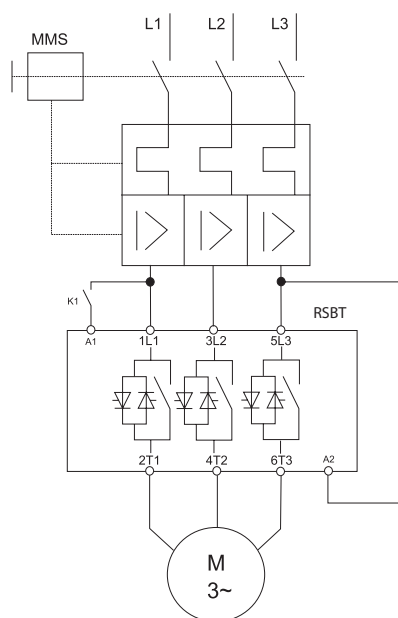 L1 L2 L3
MMS
K1
RSBT
A1 1L1 3L2 5L3
2T1 4T2 6T3 A2
M
3~